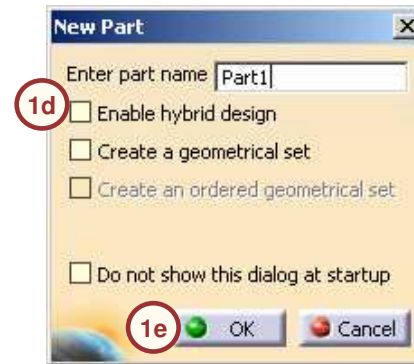 New Part
Enter part name Part1
1d
Enable hybrid design
Create a geometrical set
Create an ordered geometrical set
Do not show this dialog at startup
1e OK Cancel